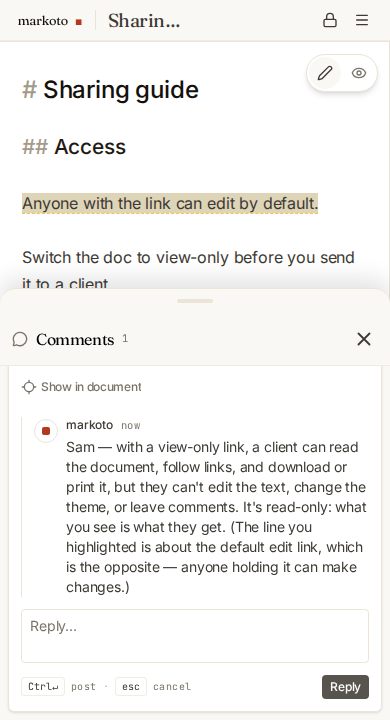 markoto Sharin...
# Sharing guide
## Access
Anyone with the link can edit by default.
Switch the doc to view-only before you send
it to a client
Comments 1
Show in document
markoto now
Sam — with a view-only link, a client can read
the document, follow links, and download or
print it, but they can't edit the text, change the
theme, or leave comments. It's read-only: what
you see is what they get. (The line you
highlighted is about the default edit link, which
is the opposite — anyone holding it can make
changes.)
Reply...
Ctrl↵ post · esc cancel
Reply